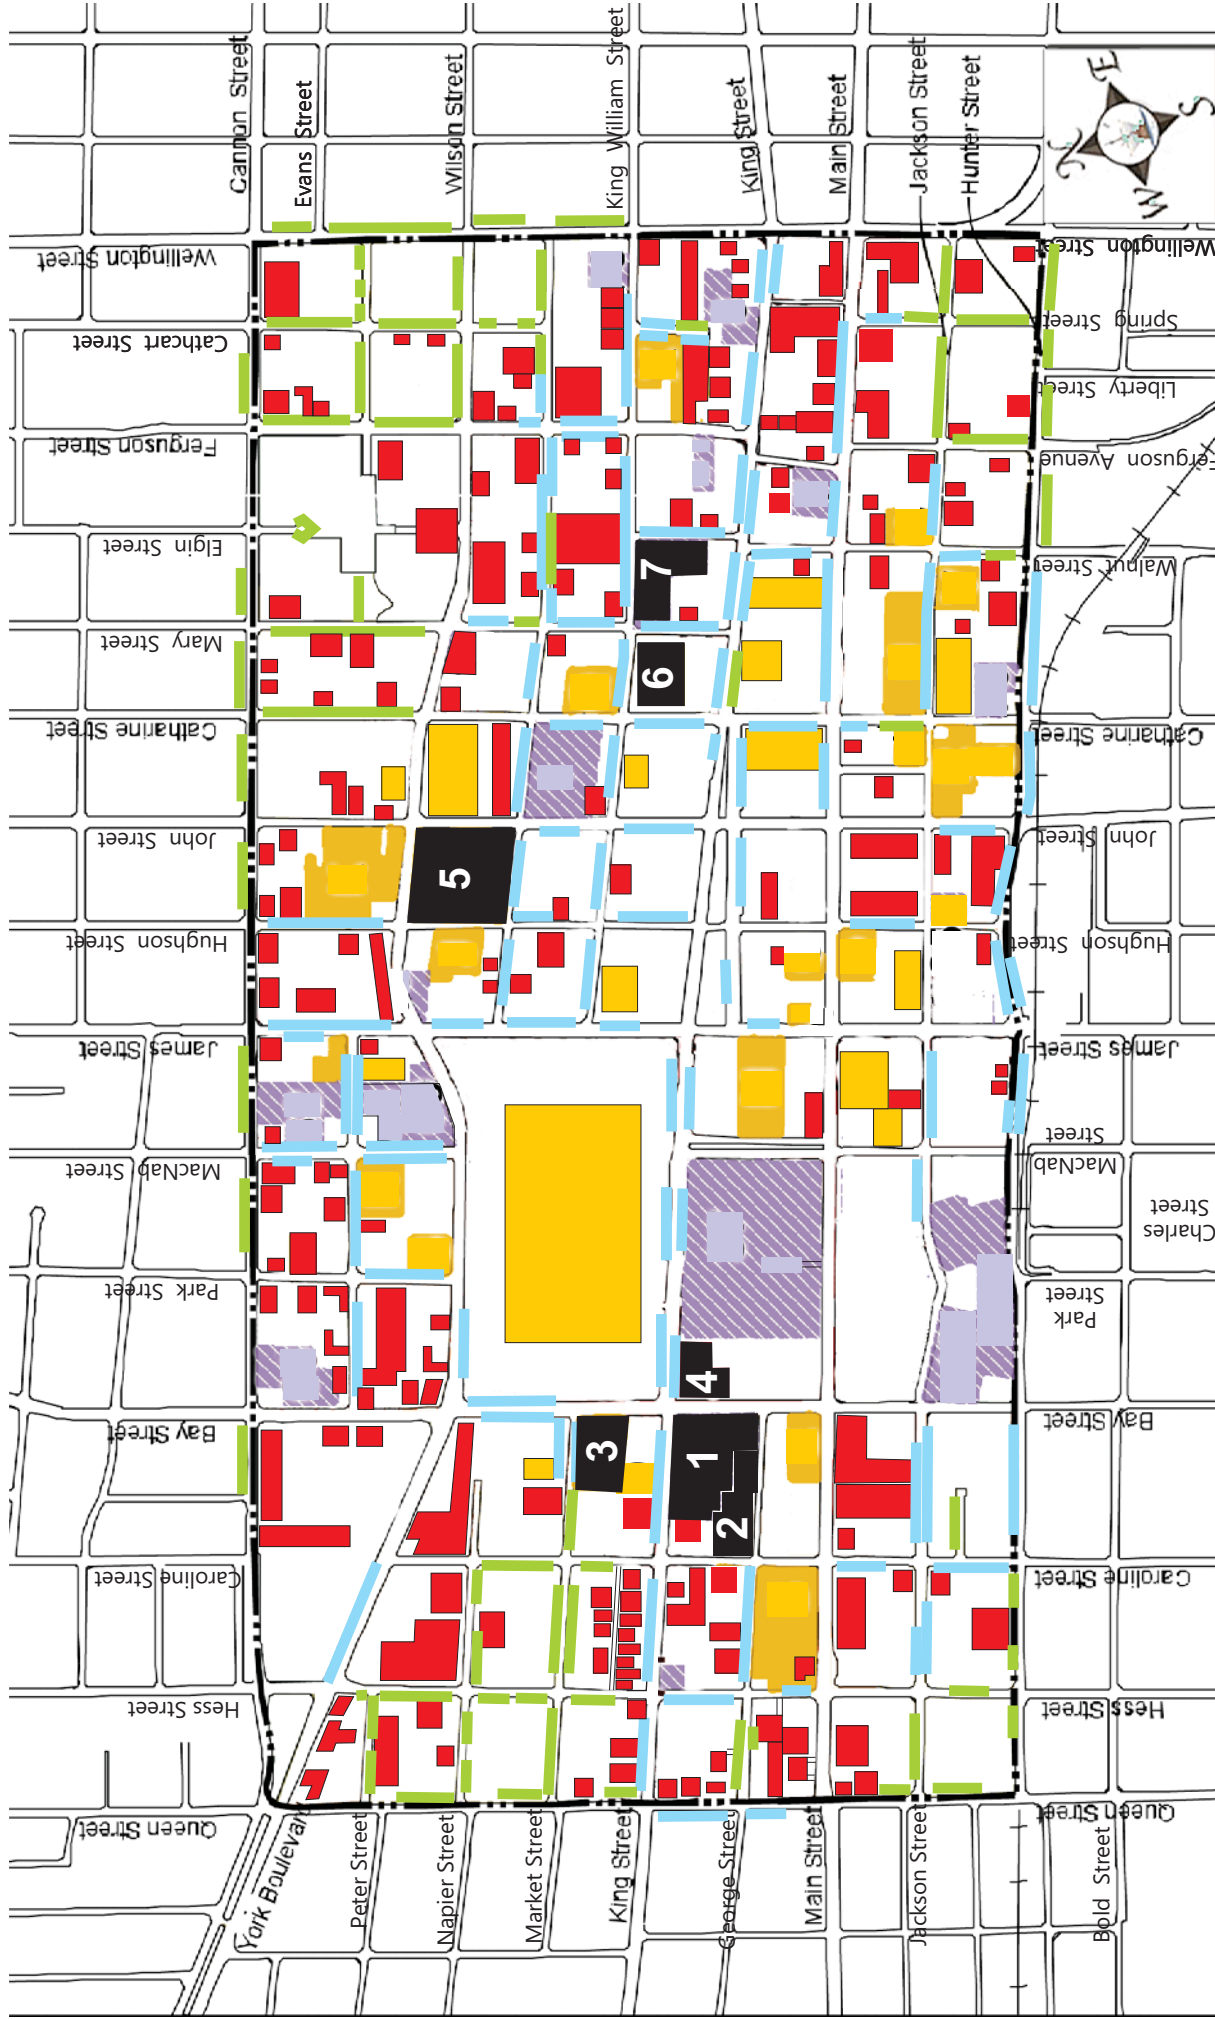 Cannon Street
Evans Street
Wilson Street
King William Street
King Street
Main Street
Jackson Street
Hunter Street
N
E
S
W
Wellington Street
Cathcart Street
Ferguson Street
Elgin Street
Mary Street
Catharine Street
John Street
Hughson Street
James Street
MacNab Street
Park Street
Bay Street
Caroline Street
Hess Street
Queen Street
Wellington Street
Spring Street
Liberty Street
Ferguson Avenue
Walnut Street
Catharine Street
John Street
Hughson Street
James Street
MacNab
Street
Charles
Street
Park
Street
Bay Street
Caroline Street
Hess Street
Queen Street
7
6
5
4
3
1
2
York Boulevard
Peter Street
Napier Street
Market Street
King Street
George Street
Main Street
Jackson Street
Bold Street